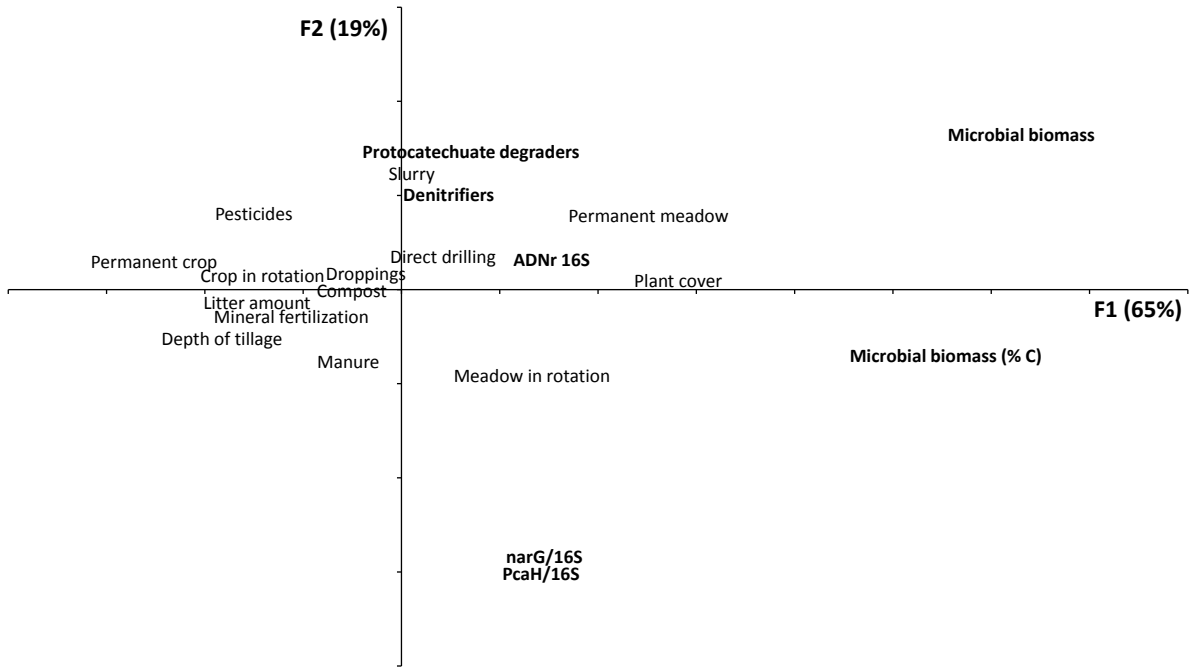 F2 (19%)
Microbial biomass
Protocatechuate degraders
Slurry
Denitrifiers
Pesticides
Permanent meadow
Direct drilling
ADNr 16S
Permanent crop
Crop in rotation
Droppings
Plant cover
Compost
Litter amount
F1 (65%)
Mineral fertilization
Depth of tillage
Microbial biomass (% C)
Manure
Meadow in rotation
narG/16S
PcaH/16S